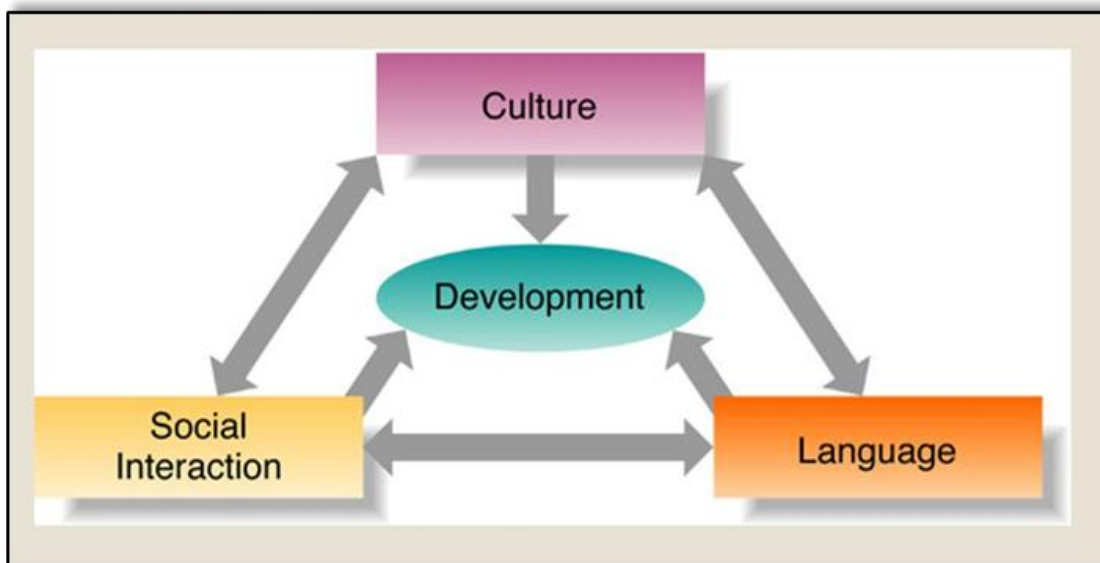 Culture
Development
Social
Interaction
Language